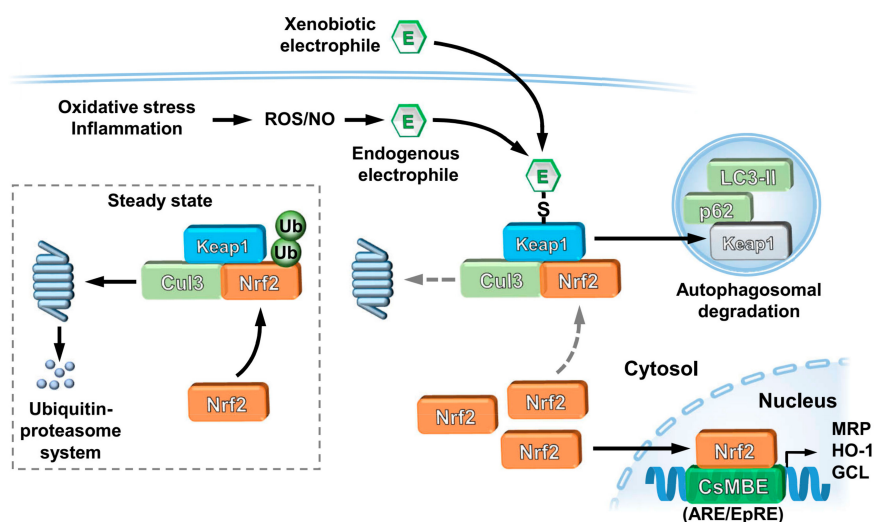 Xenobiotic
electrophile
E
Oxidative stress
Inflammation
ROS/NO
E
Endogenous
electrophile
E
S
Keap1
Cul3
Nrf2
LC3-II
p62
Keap1
Autophagosomal
degradation
Steady state
Ub
Ub
Keap1
Cul3
Nrf2
Nrf2
Ubiquitin-
proteasome
system
Nrf2
Nrf2
Nrf2
Cytosol
Nucleus
Nrf2
CsMBE
(ARE/EpRE)
MRP
HO-1
GCL